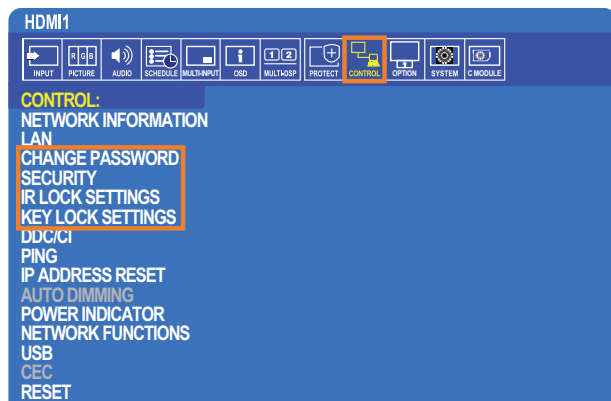 HDMI1
INPUT RGB PICTURE AUDIO SCHEDULE MULTI-INPUT OSD 12 MULTI-DSP PROTECT CONTROL OPTION SYSTEM C MODULE
CONTROL:
NETWORK INFORMATION
LAN
CHANGE PASSWORD
SECURITY
IR LOCK SETTINGS
KEY LOCK SETTINGS
DDC/CI
PING
IP ADDRESS RESET
AUTO DIMMING
POWER INDICATOR
NETWORK FUNCTIONS
USB
CEC
RESET